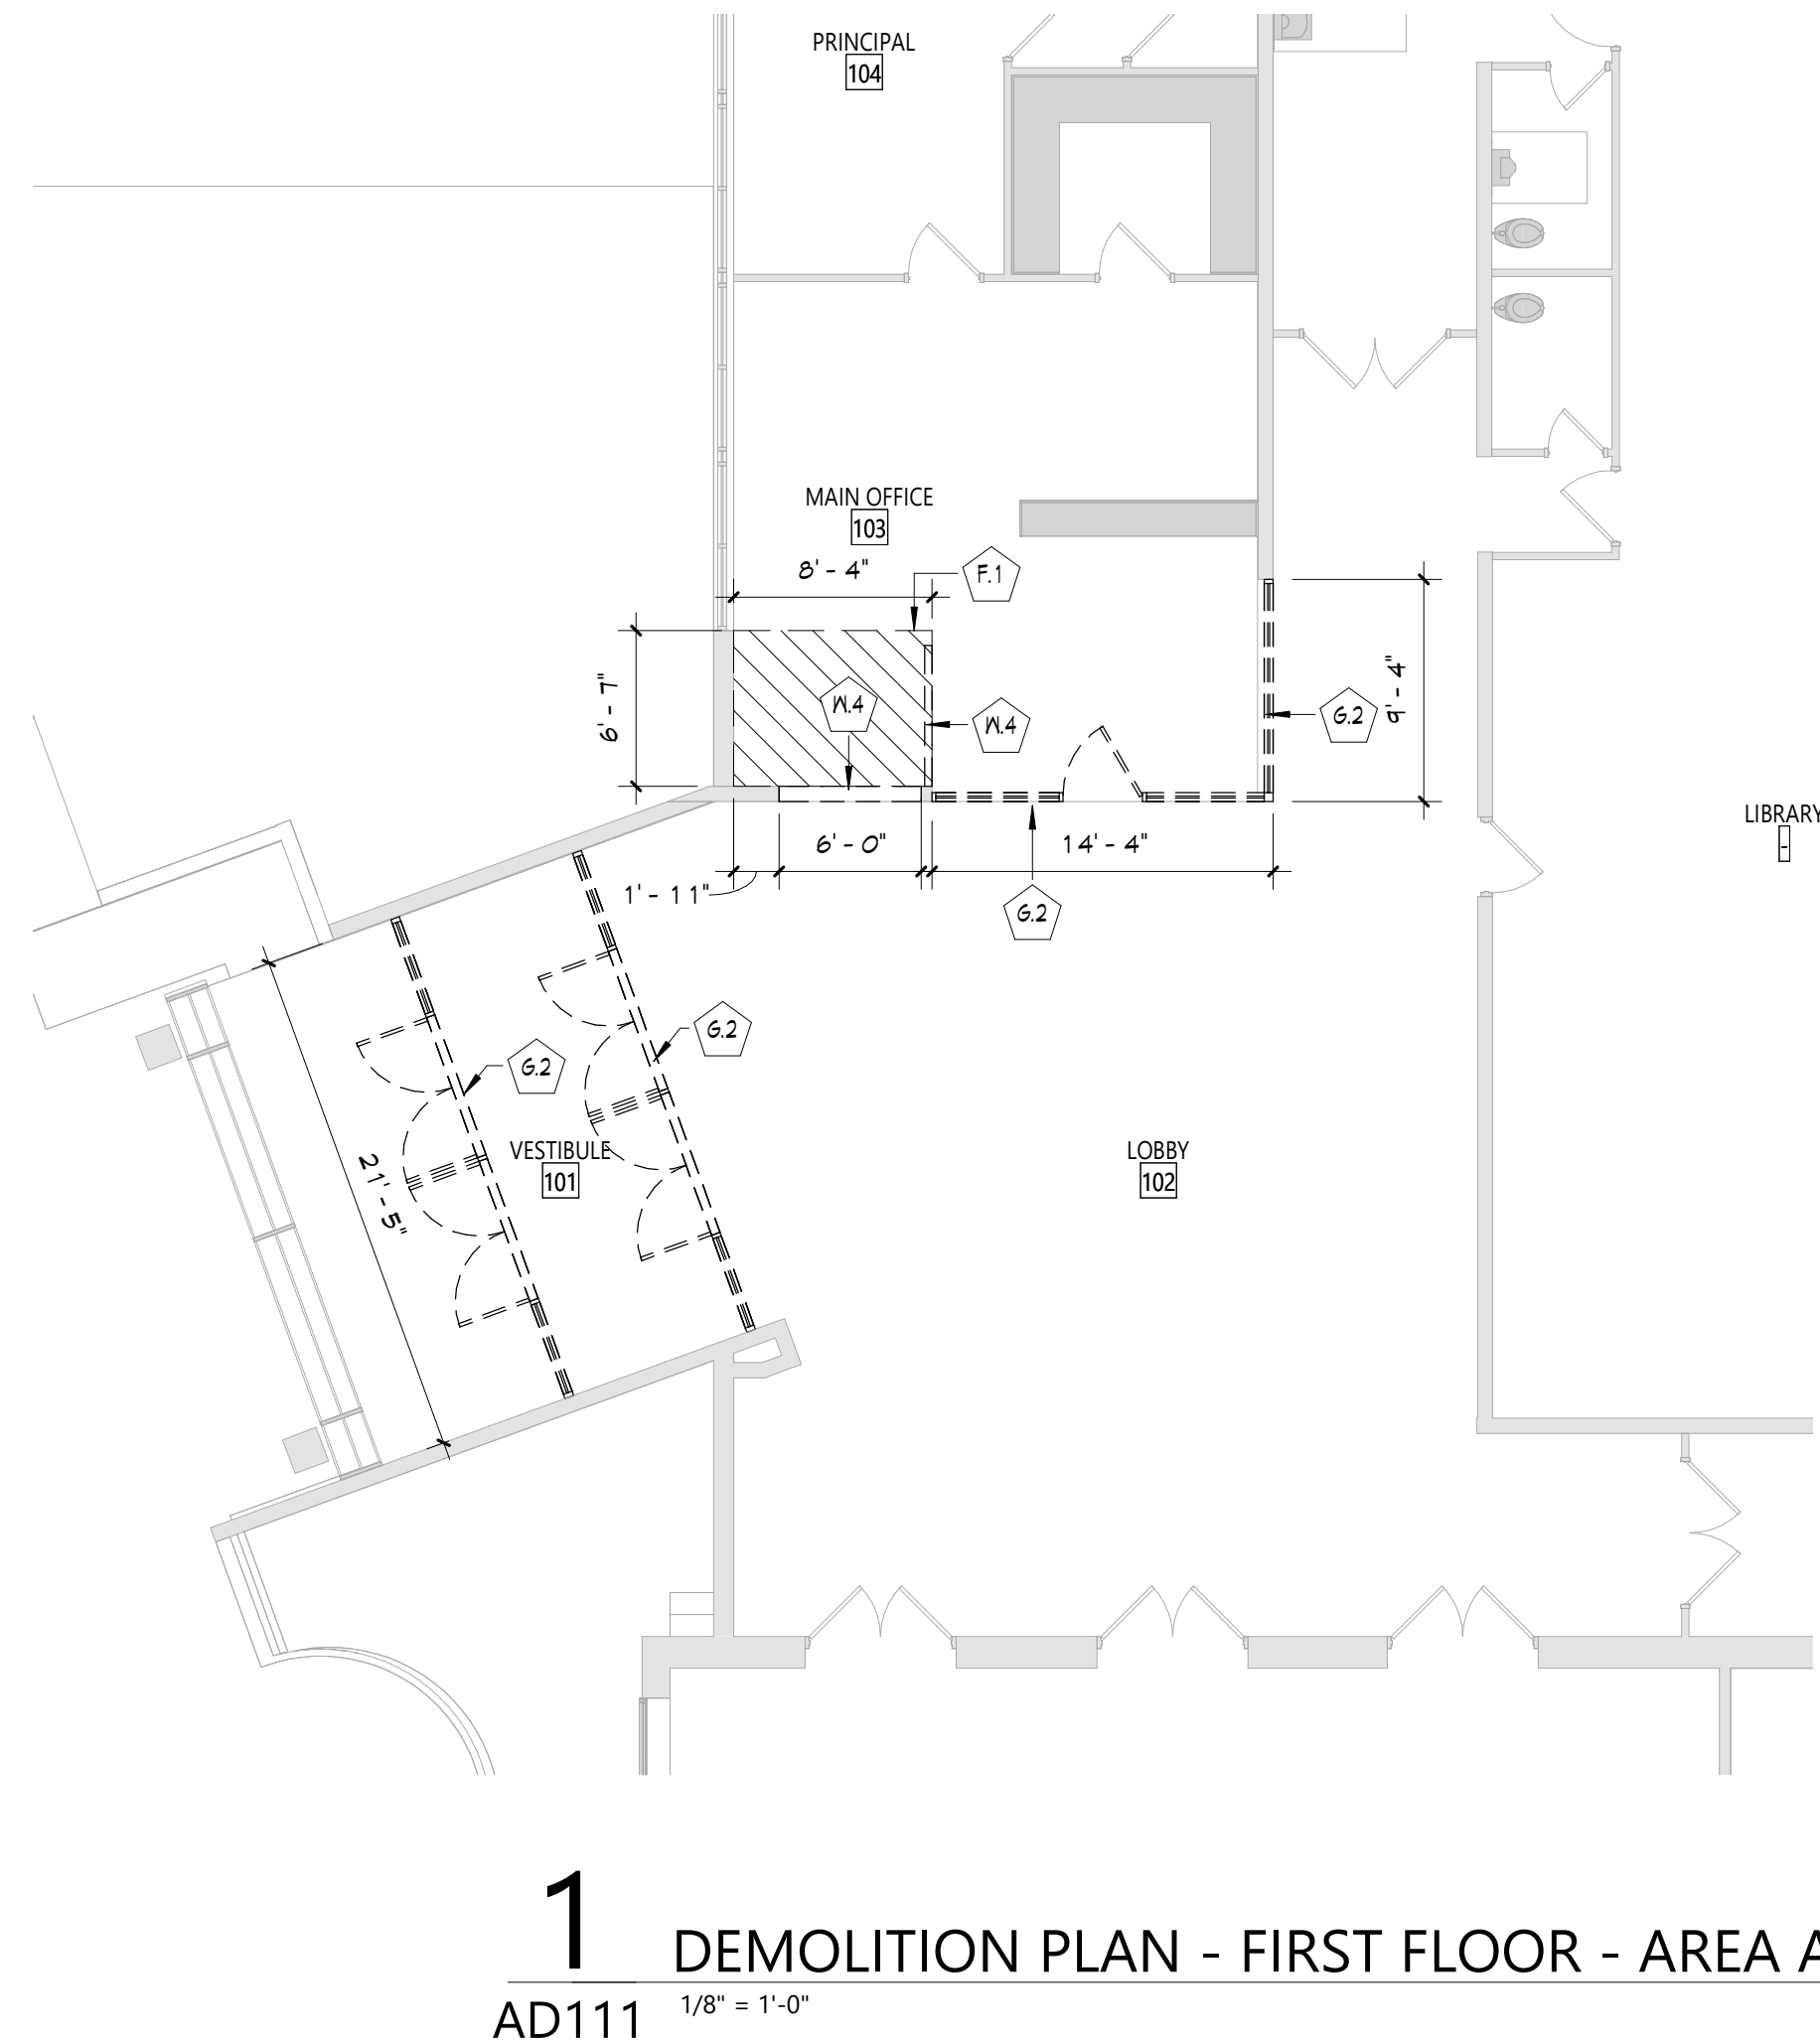 PRINCIPAL
104
MAIN OFFICE
103
8' - 4"
F.1
6' - 7"
W.4
W.4
G.2
9' - 4"
LIBRARY
-
6' - 0"
14' - 4"
1' - 11"
G.2
G.2
G.2
VESTIBULE
101
LOBBY
102
21' - 5"
1
DEMOLITION PLAN - FIRST FLOOR - AREA A
AD111
1/8" = 1'-0"